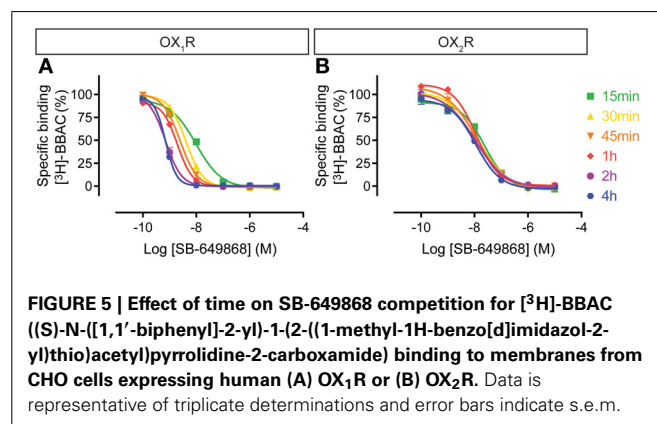 OX₁R
OX₂R
A
B
Specific binding
[³H]-BBAC (%)
100
75
50
25
0
-10
-8
-6
-4
Log [SB-649868] (M)
Specific binding
[³H]-BBAC (%)
100
75
50
25
0
-10
-8
-6
-4
Log [SB-649868] (M)
15min
30min
45min
1h
2h
4h
FIGURE 5 | Effect of time on SB-649868 competition for [³H]-BBAC
((S)-N-([1,1′-biphenyl]-2-yl)-1-(2-((1-methyl-1H-benzo[d]imidazol-2-
yl)thio)acetyl)pyrrolidine-2-carboxamide) binding to membranes from
CHO cells expressing human (A) OX₁R or (B) OX₂R. Data is
representative of triplicate determinations and error bars indicate s.e.m.